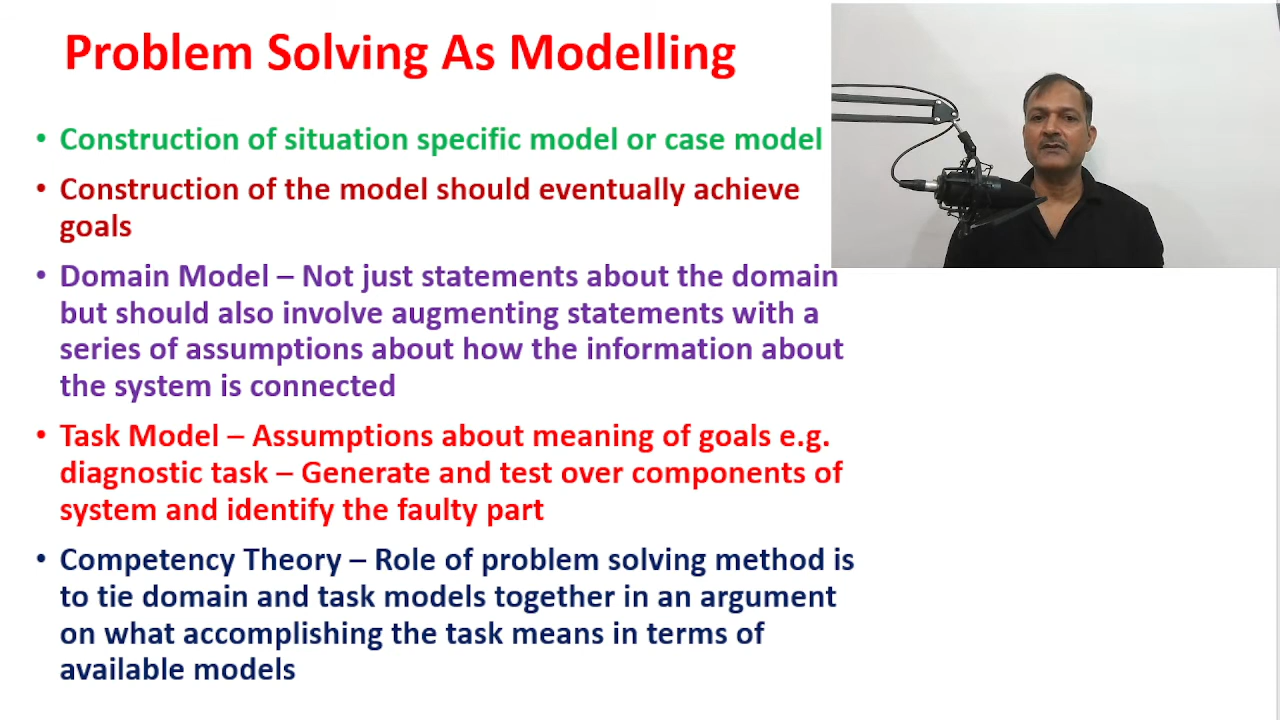 Problem Solving As Modelling
• Construction of situation specific model or case model
• Construction of the model should eventually achieve
goals
• Domain Model – Not just statements about the domain
but should also involve augmenting statements with a
series of assumptions about how the information about
the system is connected
• Task Model – Assumptions about meaning of goals e.g.
diagnostic task – Generate and test over components of
system and identify the faulty part
• Competency Theory – Role of problem solving method is
to tie domain and task models together in an argument
on what accomplishing the task means in terms of
available models